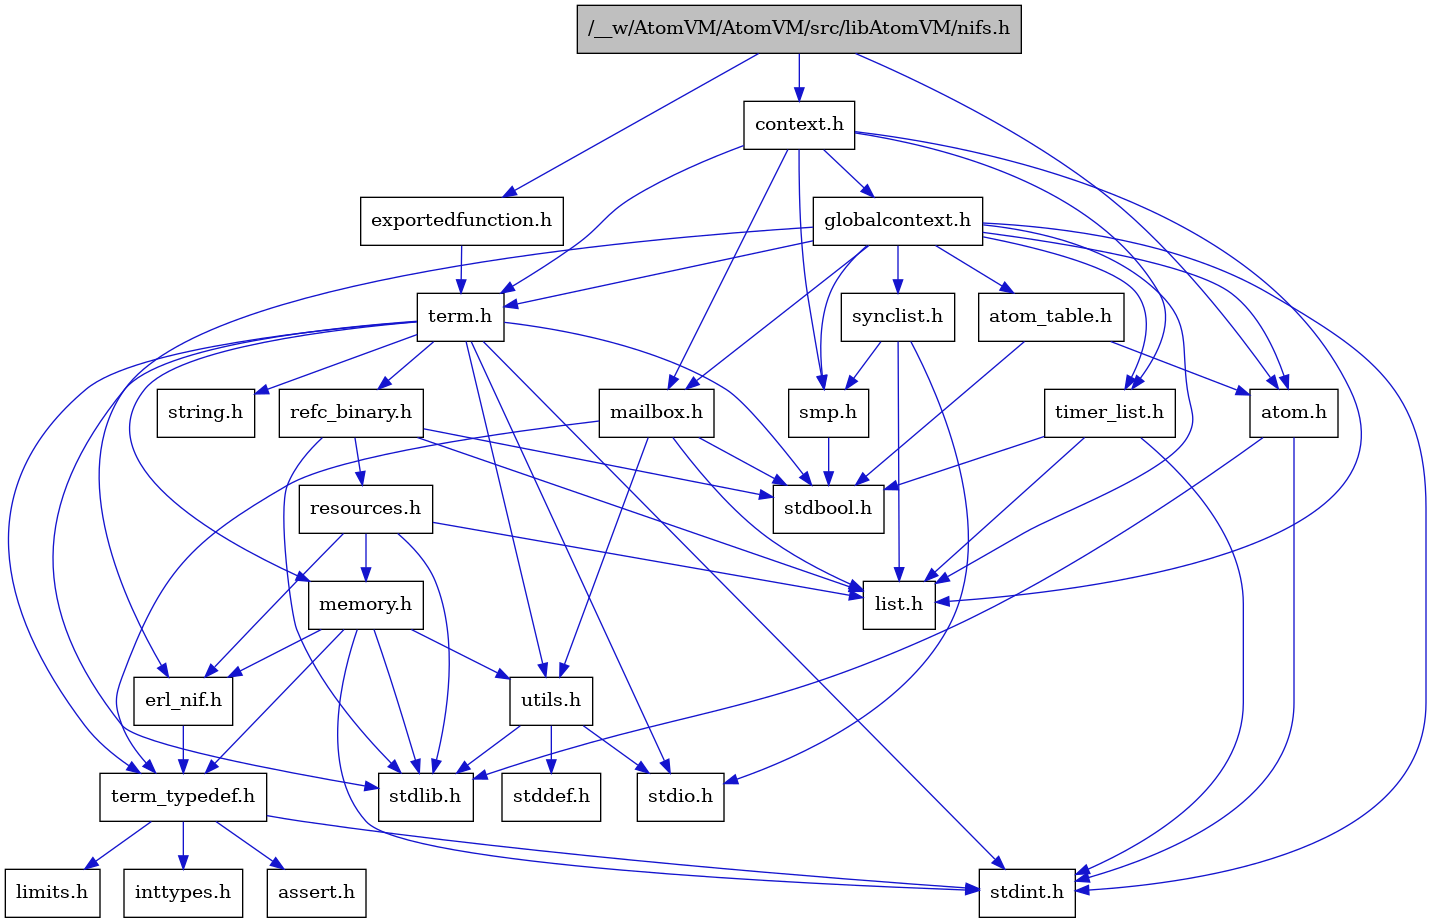 /__w/AtomVM/AtomVM/src/libAtomVM/nifs.h
context.h
exportedfunction.h
globalcontext.h
term.h
synclist.h
atom_table.h
string.h
refc_binary.h
mailbox.h
smp.h
timer_list.h
atom.h
resources.h
stdbool.h
memory.h
list.h
erl_nif.h
utils.h
term_typedef.h
stdlib.h
stddef.h
stdio.h
limits.h
inttypes.h
assert.h
stdint.h